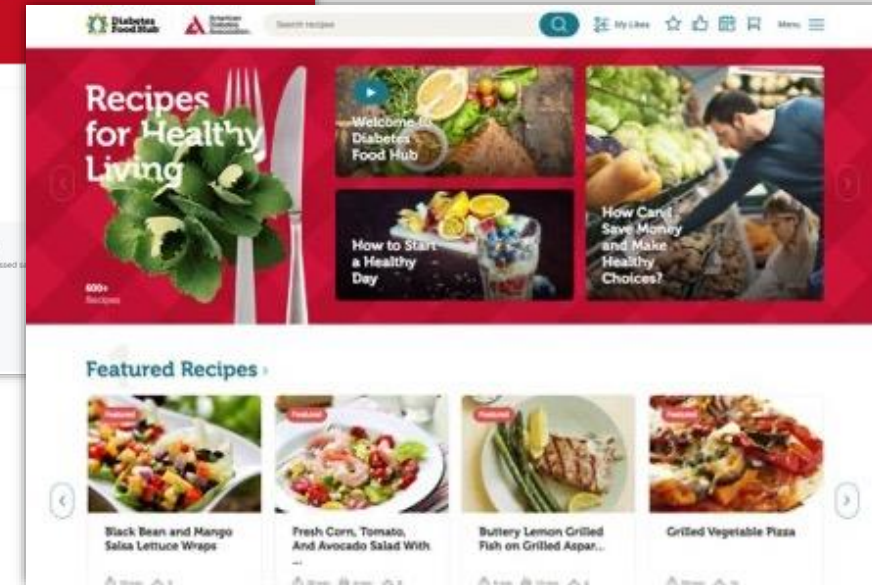 Diabetes
Food Hub
American
Diabetes
Association
Search recipes
My Likes
Menu
Recipes
for Healthy
Living
600+
Recipes
Welcome to
Diabetes
Food Hub
How to Start
a Healthy
Day
How Can I
Save Money
and Make
Healthy
Choices?
Featured Recipes ›
Featured
Featured
Featured
Featured
Black Bean and Mango
Salsa Lettuce Wraps
Fresh Corn, Tomato,
And Avocado Salad With
...
Buttery Lemon Grilled
Fish on Grilled Aspar...
Grilled Vegetable Pizza